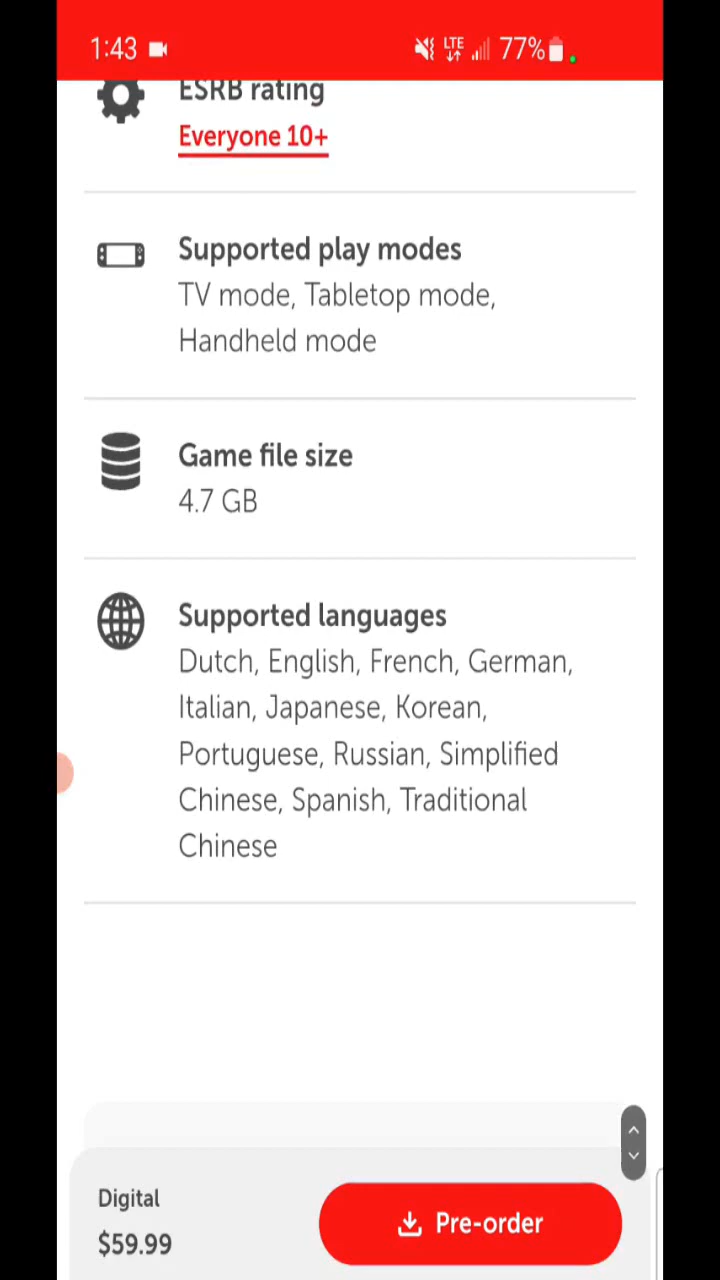 1:43 LTE 77%
ESRB rating
Everyone 10+
Supported play modes
TV mode, Tabletop mode,
Handheld mode
Game file size
4.7 GB
Supported languages
Dutch, English, French, German,
Italian, Japanese, Korean,
Portuguese, Russian, Simplified
Chinese, Spanish, Traditional
Chinese
Digital
$59.99
Pre-order